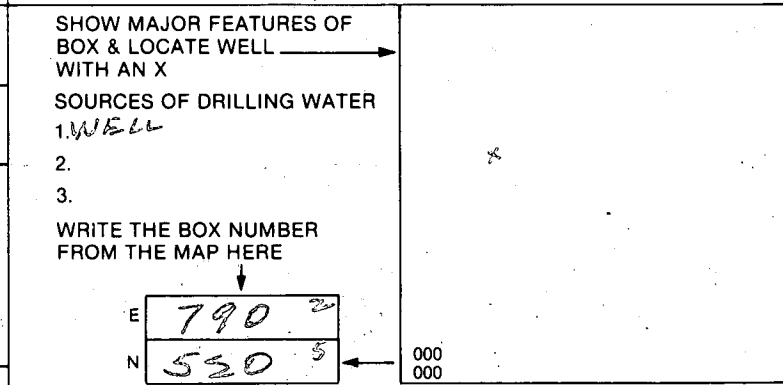 SHOW MAJOR FEATURES OF
BOX & LOCATE WELL
WITH AN X
SOURCES OF DRILLING WATER
1. WELL
2.
3.
WRITE THE BOX NUMBER
FROM THE MAP HERE
E 790 2
N 550 5
X
000
000